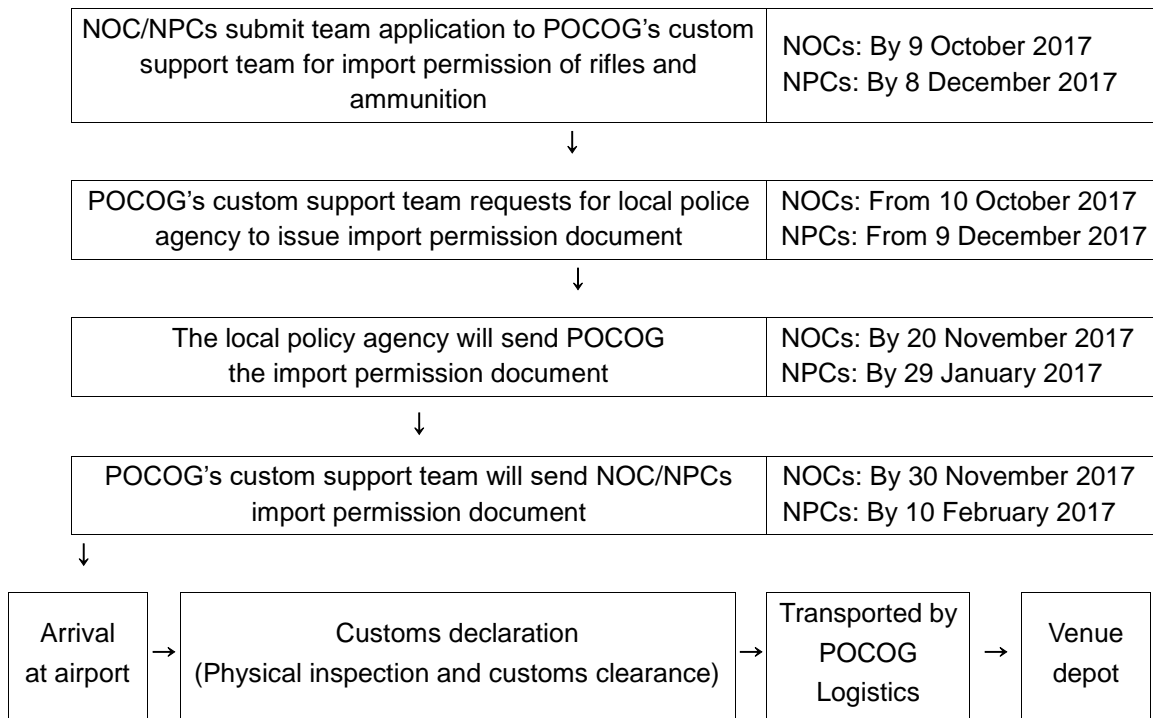 NOC/NPCs submit team application to POCOG's custom
support team for import permission of rifles and
ammunition
NOCs: By 9 October 2017
NPCs: By 8 December 2017
↓
POCOG's custom support team requests for local police
agency to issue import permission document
NOCs: From 10 October 2017
NPCs: From 9 December 2017
↓
The local policy agency will send POCOG
the import permission document
NOCs: By 20 November 2017
NPCs: By 29 January 2017
↓
POCOG's custom support team will send NOC/NPCs
import permission document
NOCs: By 30 November 2017
NPCs: By 10 February 2017
↓
Arrival
at airport
→
Customs declaration
(Physical inspection and customs clearance)
→
Transported by
POCOG
Logistics
→
Venue
depot